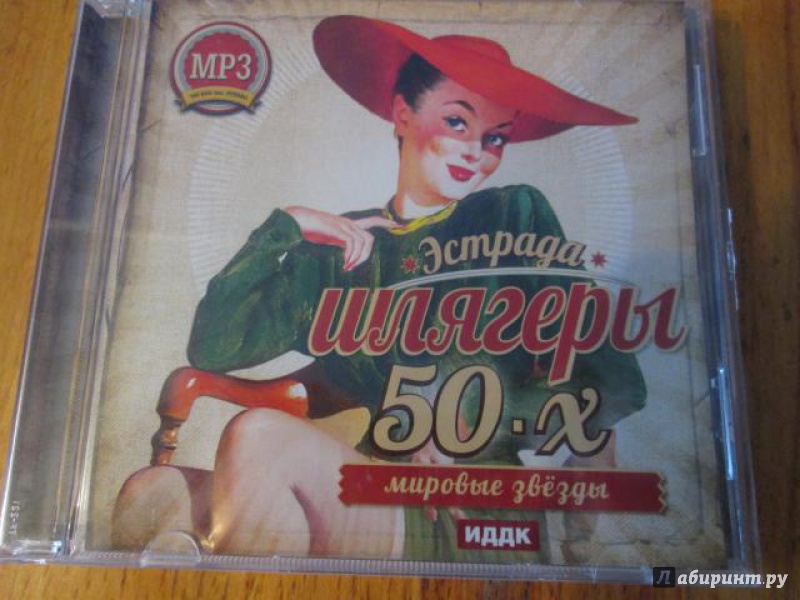 MP3
Эстрада
шлягеры
50-х
мировые звёзды
ИДДК
Лабиринт.ру